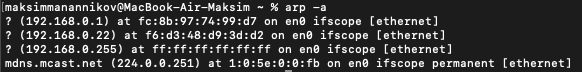 [maksimmanannikov@MacBook-Air-Maksim ~ % arp -a
? (192.168.0.1) at fc:8b:97:74:99:d7 on en0 ifscope [ethernet]
? (192.168.0.22) at f6:d3:48:d9:3d:d2 on en0 ifscope [ethernet]
? (192.168.0.255) at ff:ff:ff:ff:ff:ff on en0 ifscope [ethernet]
mdns.mcast.net (224.0.0.251) at 1:0:5e:0:0:fb on en0 ifscope permanent [ethernet]